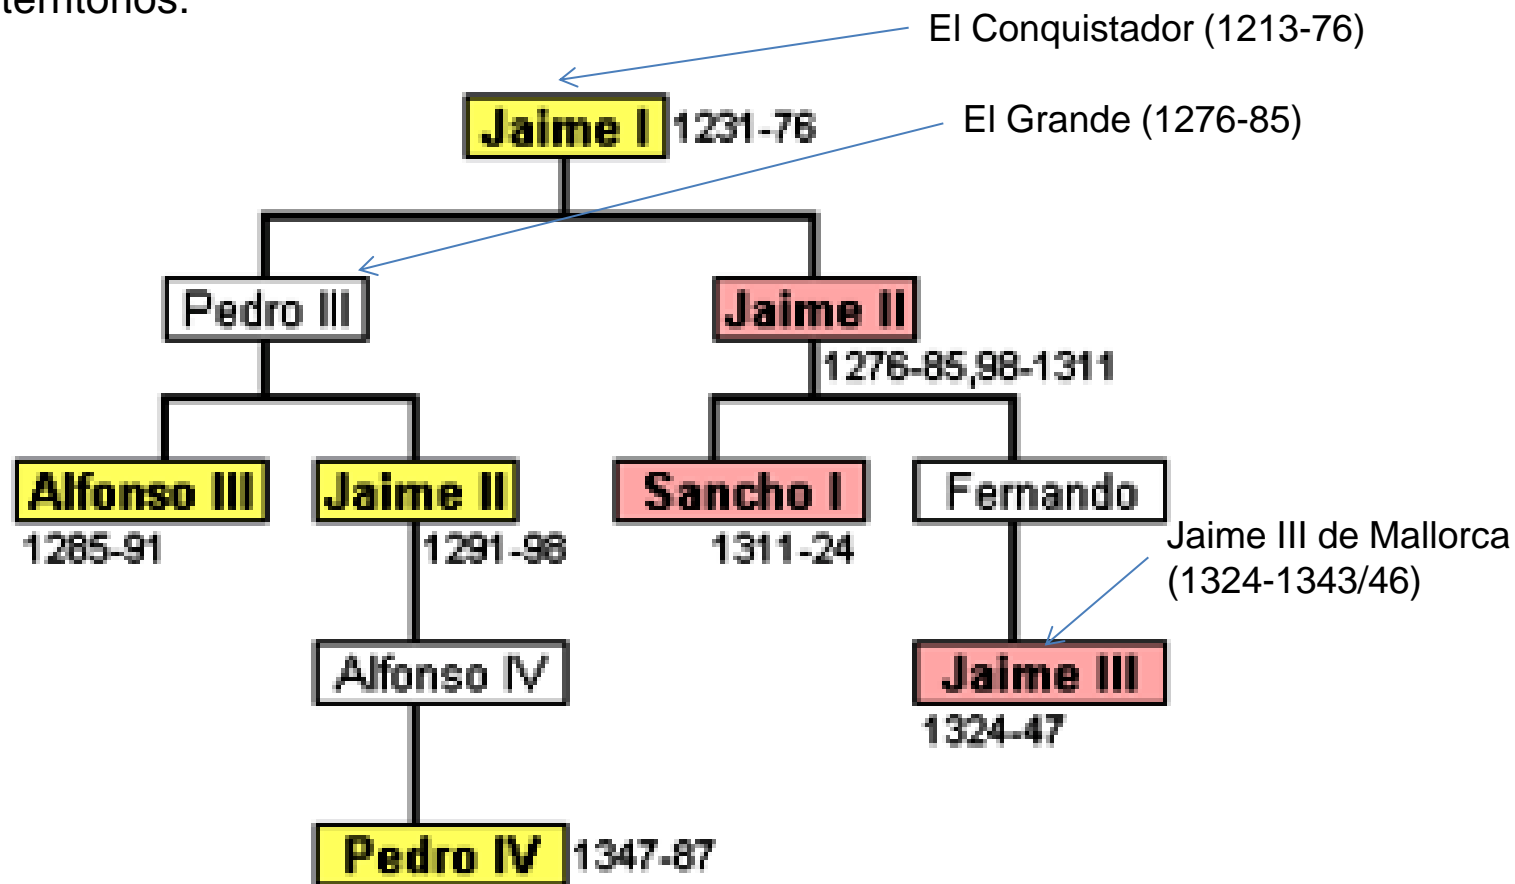 territorios.
El Conquistador (1213-76)
Jaime I 1231-76
El Grande (1276-85)
Pedro III
Jaime II
1276-85,98-1311
Alfonso III
Jaime II
Sancho I
Fernando
1285-91
1291-98
1311-24
Jaime III de Mallorca
(1324-1343/46)
Alfonso IV
Jaime III
1324-47
Pedro IV 1347-87